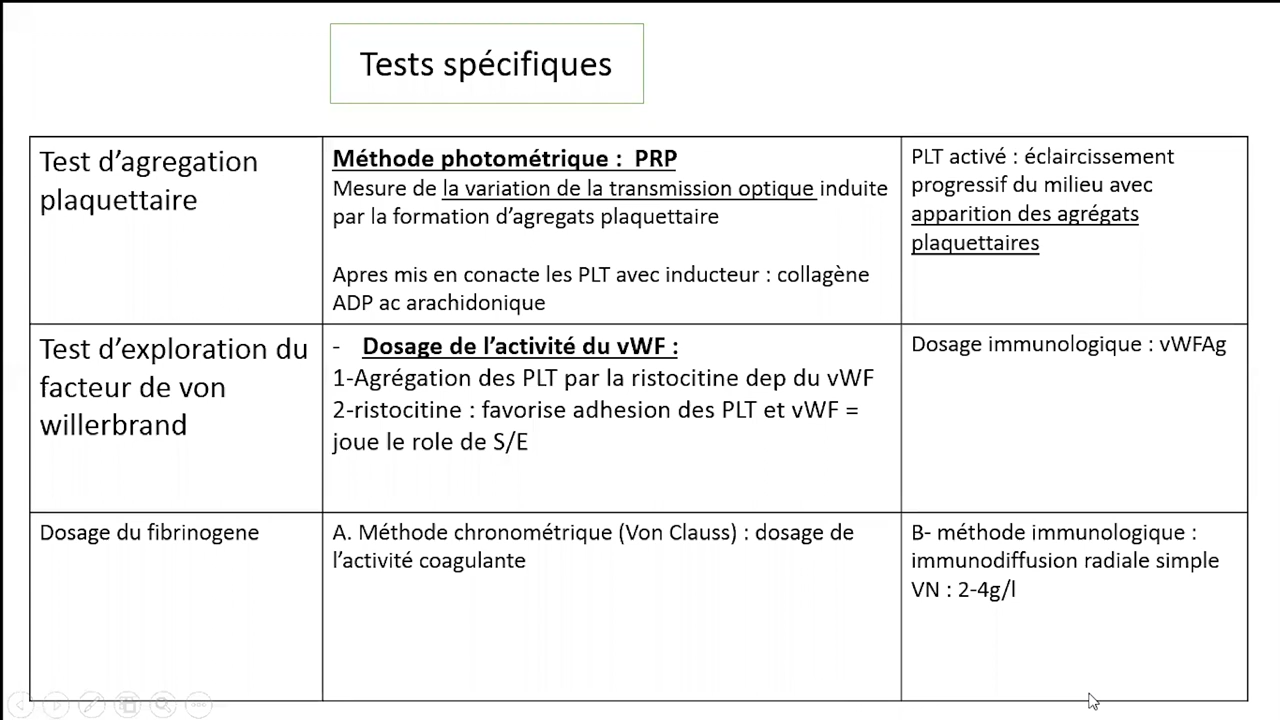 Tests spécifiques
Test d’agregation
plaquettaire
Méthode photométrique : PRP
Mesure de la variation de la transmission optique induite
par la formation d’agregats plaquettaire
Apres mis en conacte les PLT avec inducteur : collagène
ADP ac arachidonique
PLT activé : éclaircissement
progressif du milieu avec
apparition des agrégats
plaquettaires
Test d’exploration du
facteur de von
willerbrand
- Dosage de l’activité du vWF :
1-Agrégation des PLT par la ristocitine dep du vWF
2-ristocitine : favorise adhesion des PLT et vWF =
joue le role de S/E
Dosage immunologique : vWFAg
Dosage du fibrinogene
A. Méthode chronométrique (Von Clauss) : dosage de
l’activité coagulante
B- méthode immunologique :
immunodiffusion radiale simple
VN : 2-4g/l